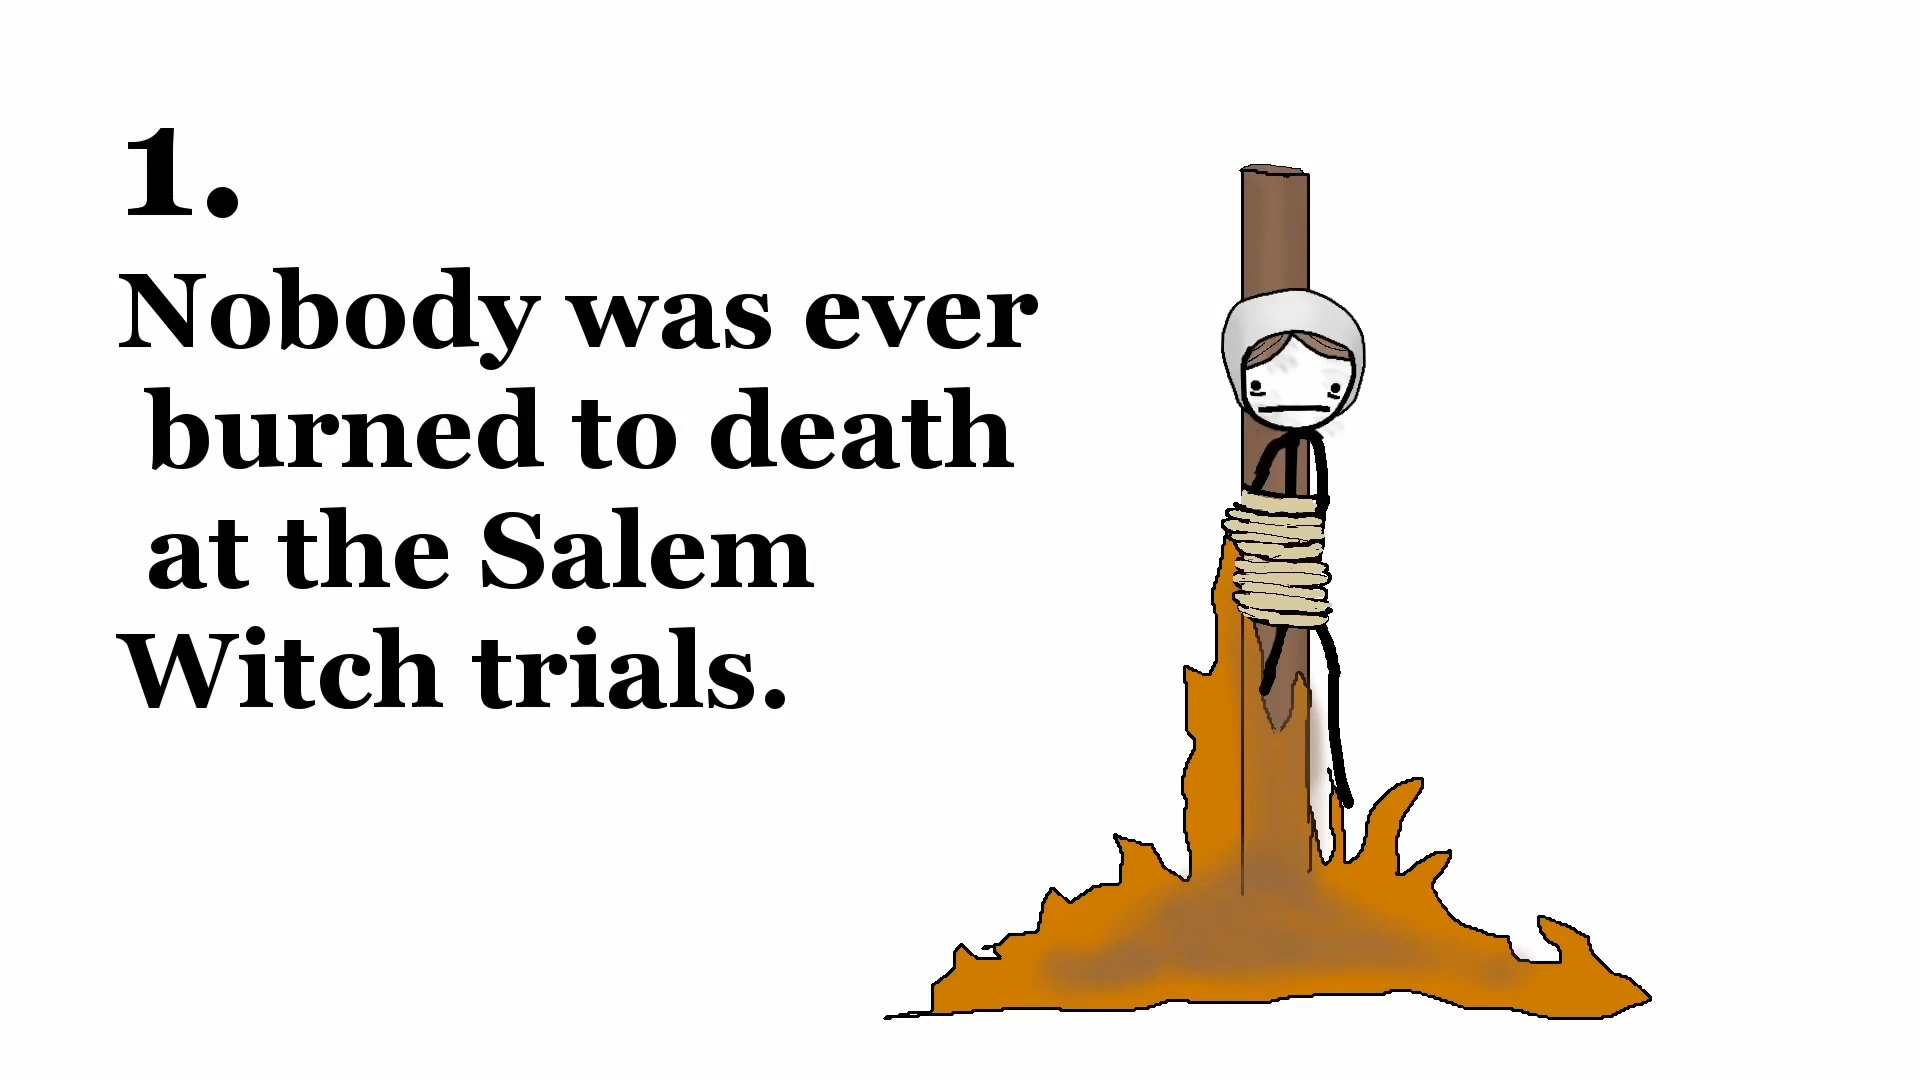 1.
Nobody was ever
burned to death
at the Salem
Witch trials.